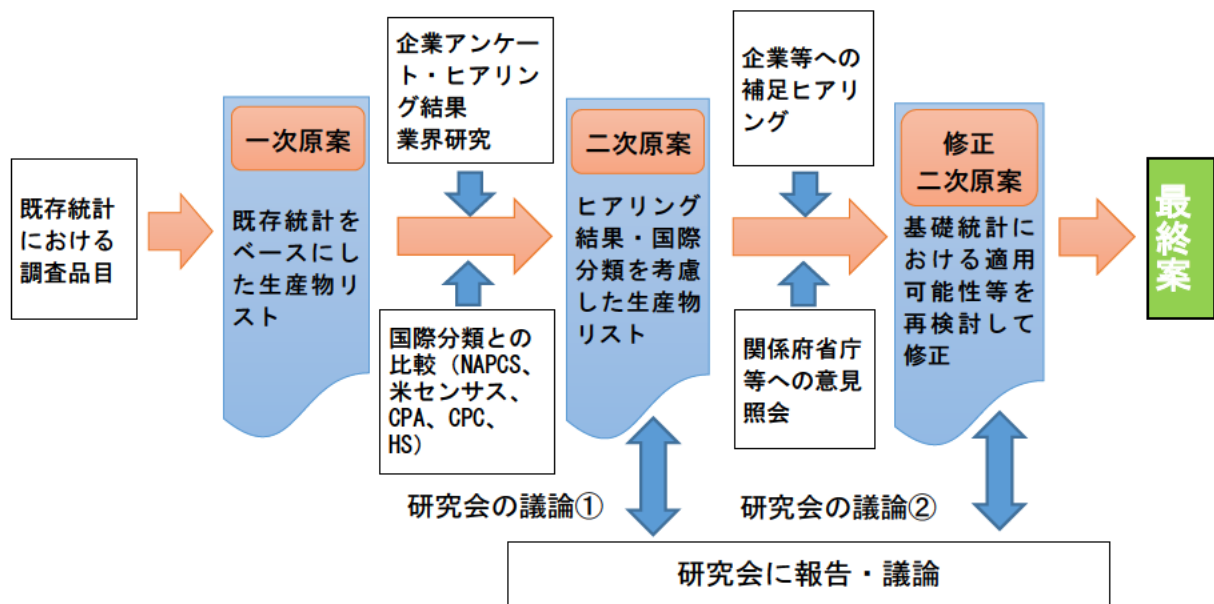 既存統計
における
調査品目
一次原案
既存統計を
ベースにし
た生産物リ
スト
企業アンケー
ト・ヒアリン
グ結果
業界研究
国際分類との
比較（NAPCS、
米センサス、
CPA、CPC、
HS）
二次原案
ヒアリング
結果・国際
分類を考慮
した生産物
リスト
研究会の議論①
企業等への
補足ヒアリ
ング
関係府省庁
等への意見
照会
修正
二次原案
基礎統計に
おける適用
可能性等を
再検討して
修正
研究会の議論②
最終案
研究会に報告・議論